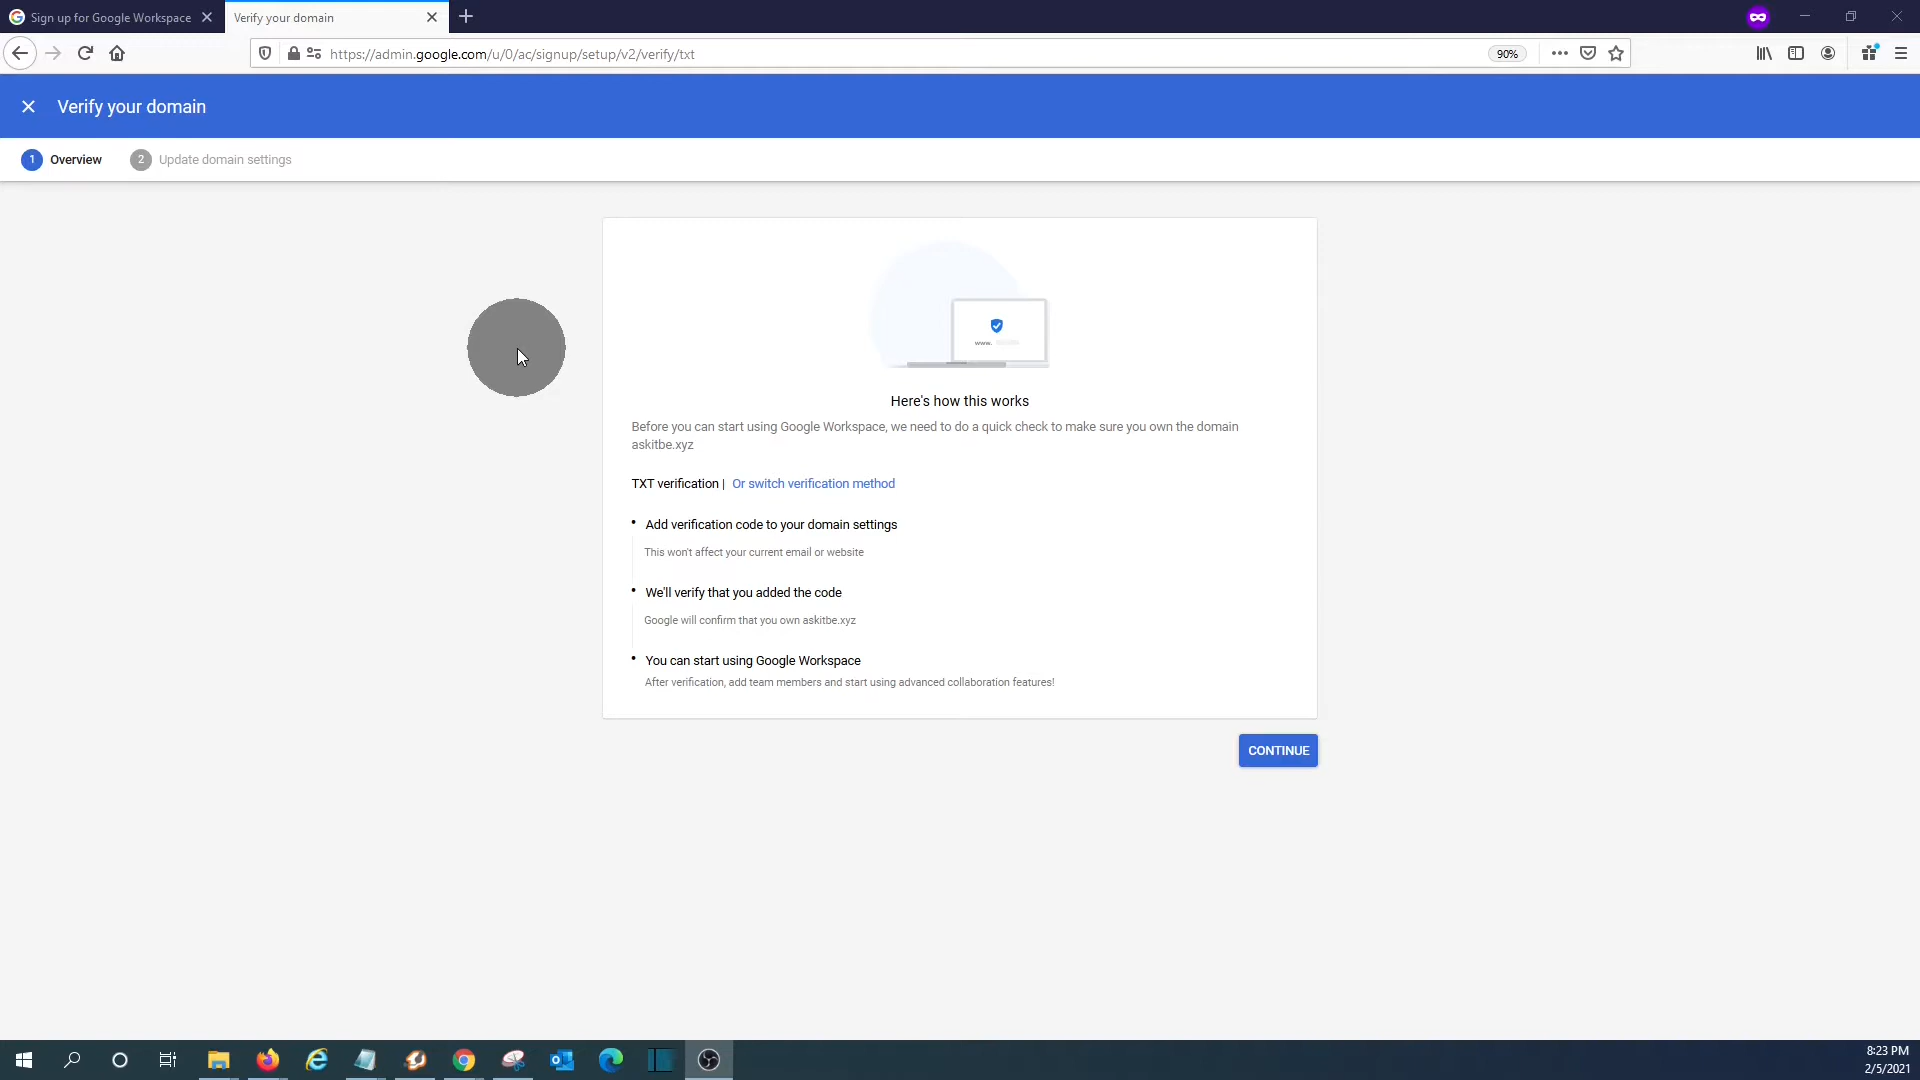 Sign up for Google Workspace
Verify your domain
https://admin.google.com/u/0/ac/signup/setup/v2/verify/txt
90%
Verify your domain
1 Overview
2 Update domain settings
www.
Here's how this works
Before you can start using Google Workspace, we need to do a quick check to make sure you own the domain
askitbe.xyz
TXT verification | Or switch verification method
• Add verification code to your domain settings
This won't affect your current email or website
• We'll verify that you added the code
Google will confirm that you own askitbe.xyz
• You can start using Google Workspace
After verification, add team members and start using advanced collaboration features!
CONTINUE
8:23 PM
2/5/2021